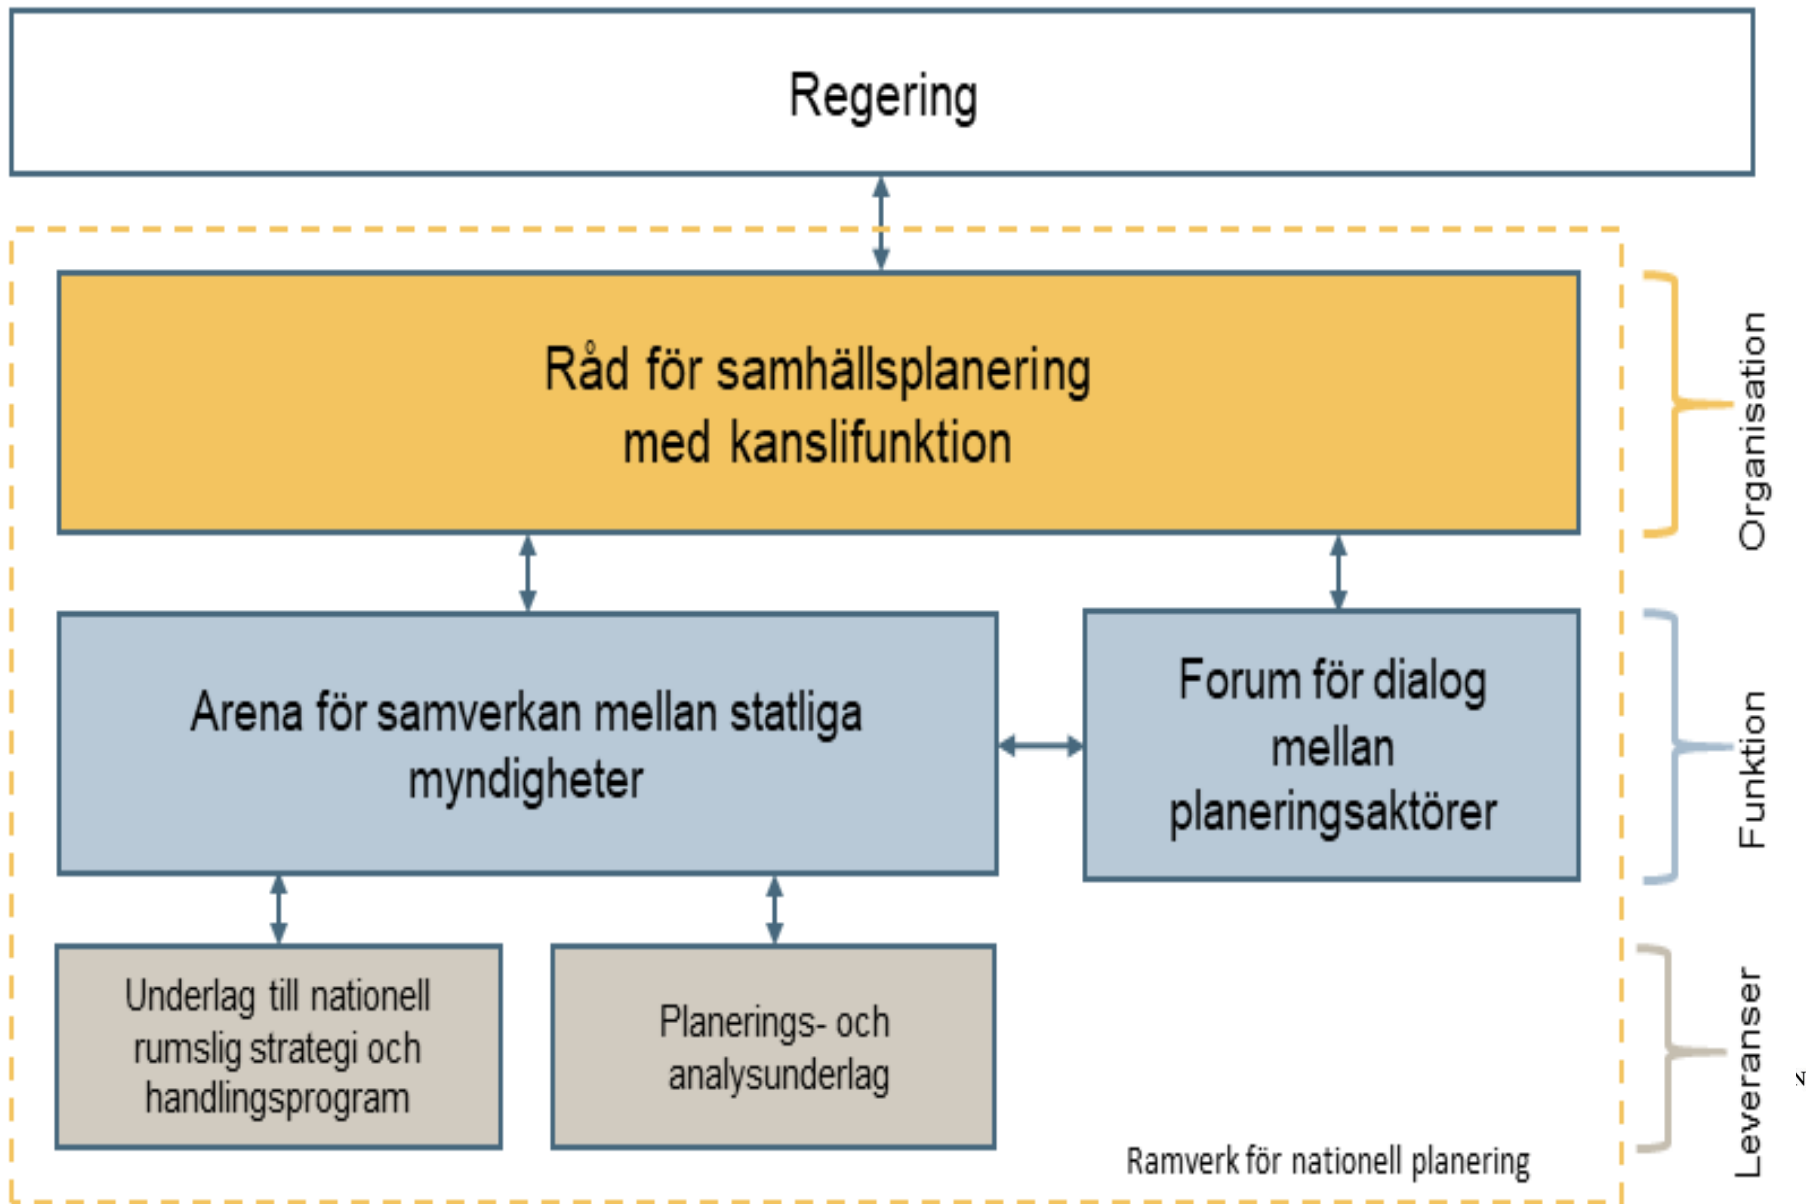 Regering
Råd för samhällsplanering
med kanslifunktion
Organisation
Arena för samverkan mellan statliga
myndigheter
Forum för dialog
mellan
planeringsaktörer
Funktion
Underlag till nationell
rumslig strategi och
handlingsprogram
Planerings- och
analysunderlag
Leveranser
Ramverk för nationell planering